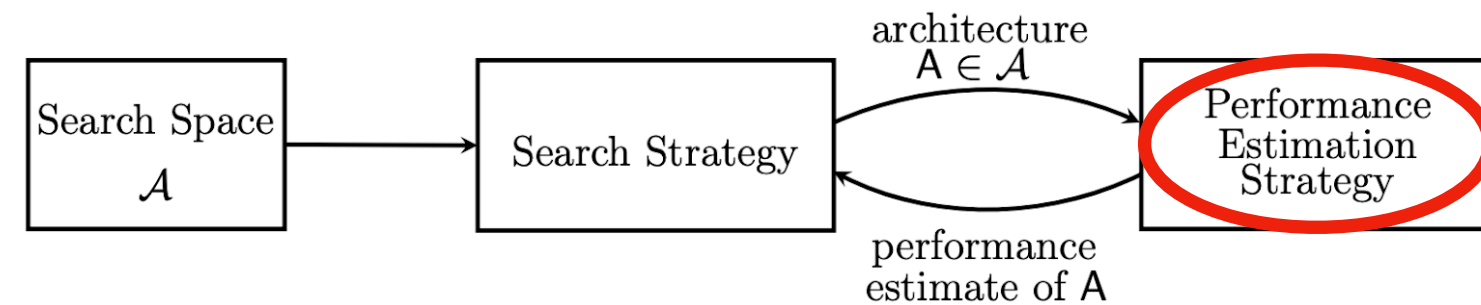 Search Space
𝒜
Search Strategy
architecture
A ∈ 𝒜
performance
estimate of A
Performance
Estimation
Strategy